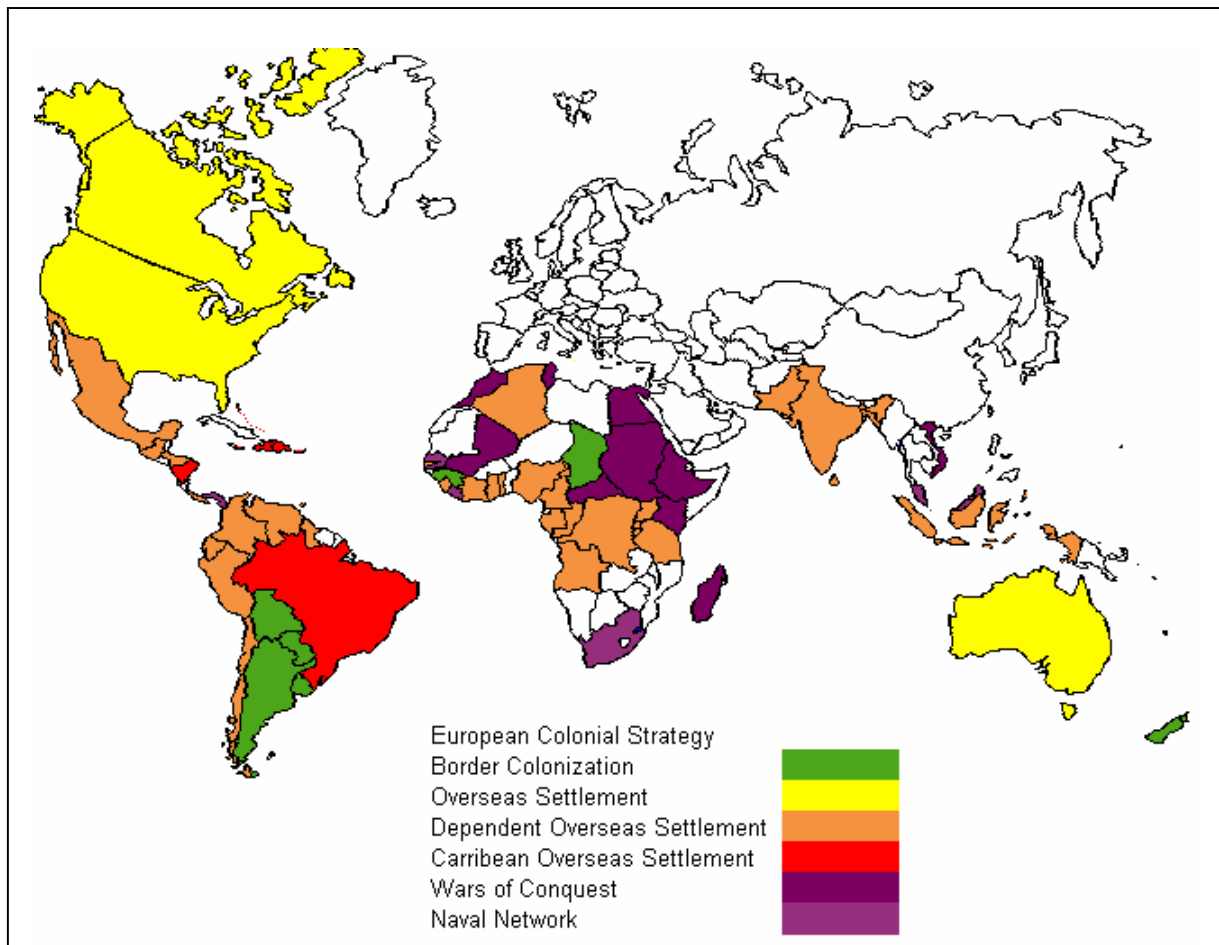 European Colonial Strategy
Border Colonization
Overseas Settlement
Dependent Overseas Settlement
Carribean Overseas Settlement
Wars of Conquest
Naval Network